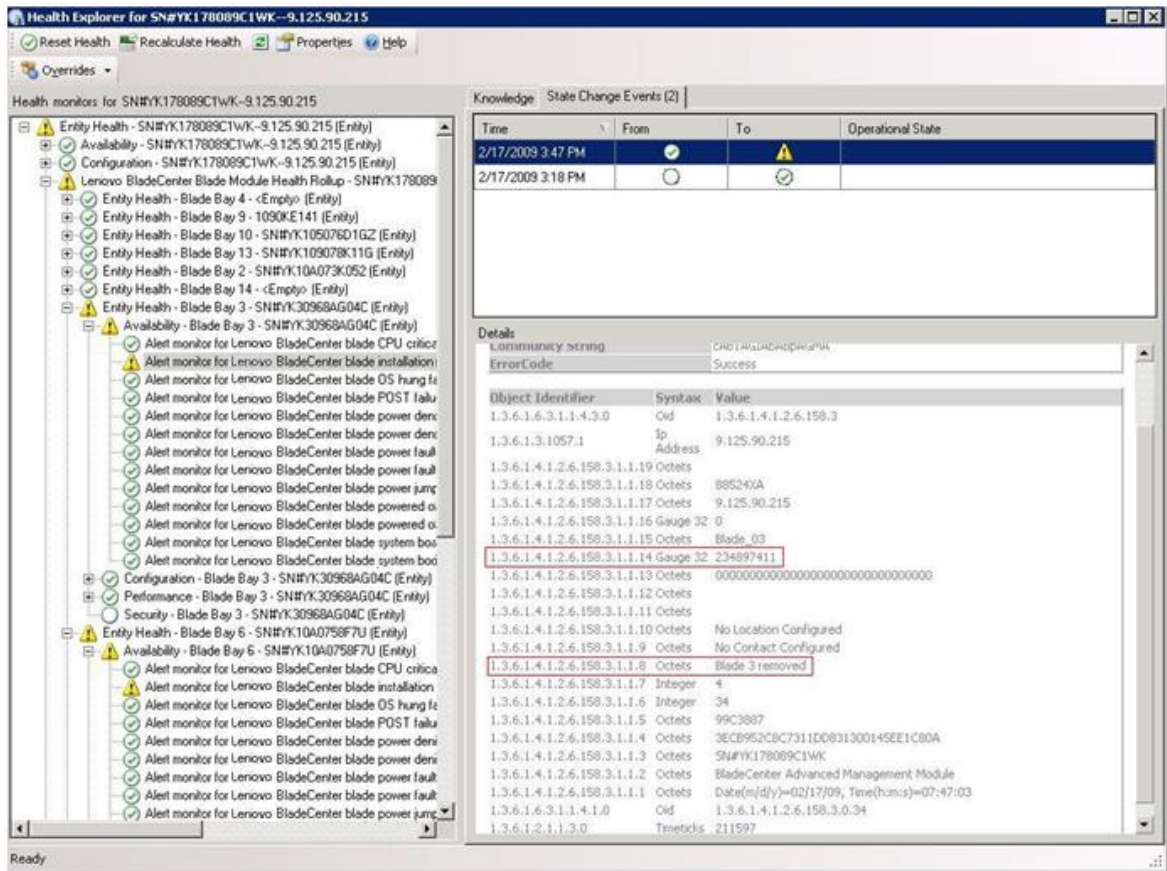 Health Explorer for SN#YK178089C1WK--9.125.90.215
Reset Health Recalculate Health Properties Help
Overrides
Health monitors for SN#YK178089C1WK--9.125.90.215
Entity Health - SN#YK178089C1WK--9.125.90.215 (Entity)
Availability - SN#YK178089C1WK--9.125.90.215 (Entity)
Configuration - SN#YK178089C1WK--9.125.90.215 (Entity)
Lenovo BladeCenter Blade Module Health Rollup - SN#YK178089
Entity Health - Blade Bay 4 - <Empty> (Entity)
Entity Health - Blade Bay 9 - 1090KE141 (Entity)
Entity Health - Blade Bay 10 - SN#YK105076D1GZ (Entity)
Entity Health - Blade Bay 13 - SN#YK109078K11G (Entity)
Entity Health - Blade Bay 2 - SN#YK10A073K052 (Entity)
Entity Health - Blade Bay 14 - <Empty> (Entity)
Entity Health - Blade Bay 3 - SN#YK30968AG04C (Entity)
Availability - Blade Bay 3 - SN#YK30968AG04C (Entity)
Alert monitor for Lenovo BladeCenter blade CPU critica
Alert monitor for Lenovo BladeCenter blade installation
Alert monitor for Lenovo BladeCenter blade OS hung fa
Alert monitor for Lenovo BladeCenter blade POST failu
Alert monitor for Lenovo BladeCenter blade power deni
Alert monitor for Lenovo BladeCenter blade power deni
Alert monitor for Lenovo BladeCenter blade power fault
Alert monitor for Lenovo BladeCenter blade power fault
Alert monitor for Lenovo BladeCenter blade power jump
Alert monitor for Lenovo BladeCenter blade powered o
Alert monitor for Lenovo BladeCenter blade powered o
Alert monitor for Lenovo BladeCenter blade system boa
Alert monitor for Lenovo BladeCenter blade system boo
Configuration - Blade Bay 3 - SN#YK30968AG04C (Entity)
Performance - Blade Bay 3 - SN#YK30968AG04C (Entity)
Security - Blade Bay 3 - SN#YK30968AG04C (Entity)
Entity Health - Blade Bay 6 - SN#YK10A0758F7U (Entity)
Availability - Blade Bay 6 - SN#YK10A0758F7U (Entity)
Alert monitor for Lenovo BladeCenter blade CPU critica
Alert monitor for Lenovo BladeCenter blade installation
Alert monitor for Lenovo BladeCenter blade OS hung fa
Alert monitor for Lenovo BladeCenter blade POST failu
Alert monitor for Lenovo BladeCenter blade power deni
Alert monitor for Lenovo BladeCenter blade power deni
Alert monitor for Lenovo BladeCenter blade power fault
Alert monitor for Lenovo BladeCenter blade power fault
Alert monitor for Lenovo BladeCenter blade power jump
Knowledge State Change Events (2)
Time From To Operational State
2/17/2009 3:47 PM
2/17/2009 3:18 PM
Details
Community String
ErrorCode Success
Object Identifier Syntax Value
1.3.6.1.6.3.1.1.4.3.0 Oid 1.3.6.1.4.1.2.6.158.3
1.3.6.1.3.1057.1 Ip Address 9.125.90.215
1.3.6.1.4.1.2.6.158.3.1.1.19 Octets
1.3.6.1.4.1.2.6.158.3.1.1.18 Octets 88524XA
1.3.6.1.4.1.2.6.158.3.1.1.17 Octets 9.125.90.215
1.3.6.1.4.1.2.6.158.3.1.1.16 Gauge 32 0
1.3.6.1.4.1.2.6.158.3.1.1.15 Octets Blade_03
1.3.6.1.4.1.2.6.158.3.1.1.14 Gauge 32 234897411
1.3.6.1.4.1.2.6.158.3.1.1.13 Octets 00000000000000000000000000000000
1.3.6.1.4.1.2.6.158.3.1.1.12 Octets
1.3.6.1.4.1.2.6.158.3.1.1.11 Octets
1.3.6.1.4.1.2.6.158.3.1.1.10 Octets No Location Configured
1.3.6.1.4.1.2.6.158.3.1.1.9 Octets No Contact Configured
1.3.6.1.4.1.2.6.158.3.1.1.8 Octets Blade 3 removed
1.3.6.1.4.1.2.6.158.3.1.1.7 Integer 4
1.3.6.1.4.1.2.6.158.3.1.1.6 Integer 34
1.3.6.1.4.1.2.6.158.3.1.1.5 Octets 99C3887
1.3.6.1.4.1.2.6.158.3.1.1.4 Octets 3ECB952C8C7311DD831300145EE1C80A
1.3.6.1.4.1.2.6.158.3.1.1.3 Octets SN#YK178089C1WK
1.3.6.1.4.1.2.6.158.3.1.1.2 Octets BladeCenter Advanced Management Module
1.3.6.1.4.1.2.6.158.3.1.1.1 Octets Date(m/d/y)=02/17/09, Time(h:m:s)=07:47:03
1.3.6.1.6.3.1.1.4.1.0 Oid 1.3.6.1.4.1.2.6.158.3.0.34
1.3.6.1.2.1.1.3.0 Timeticks 211597
Ready